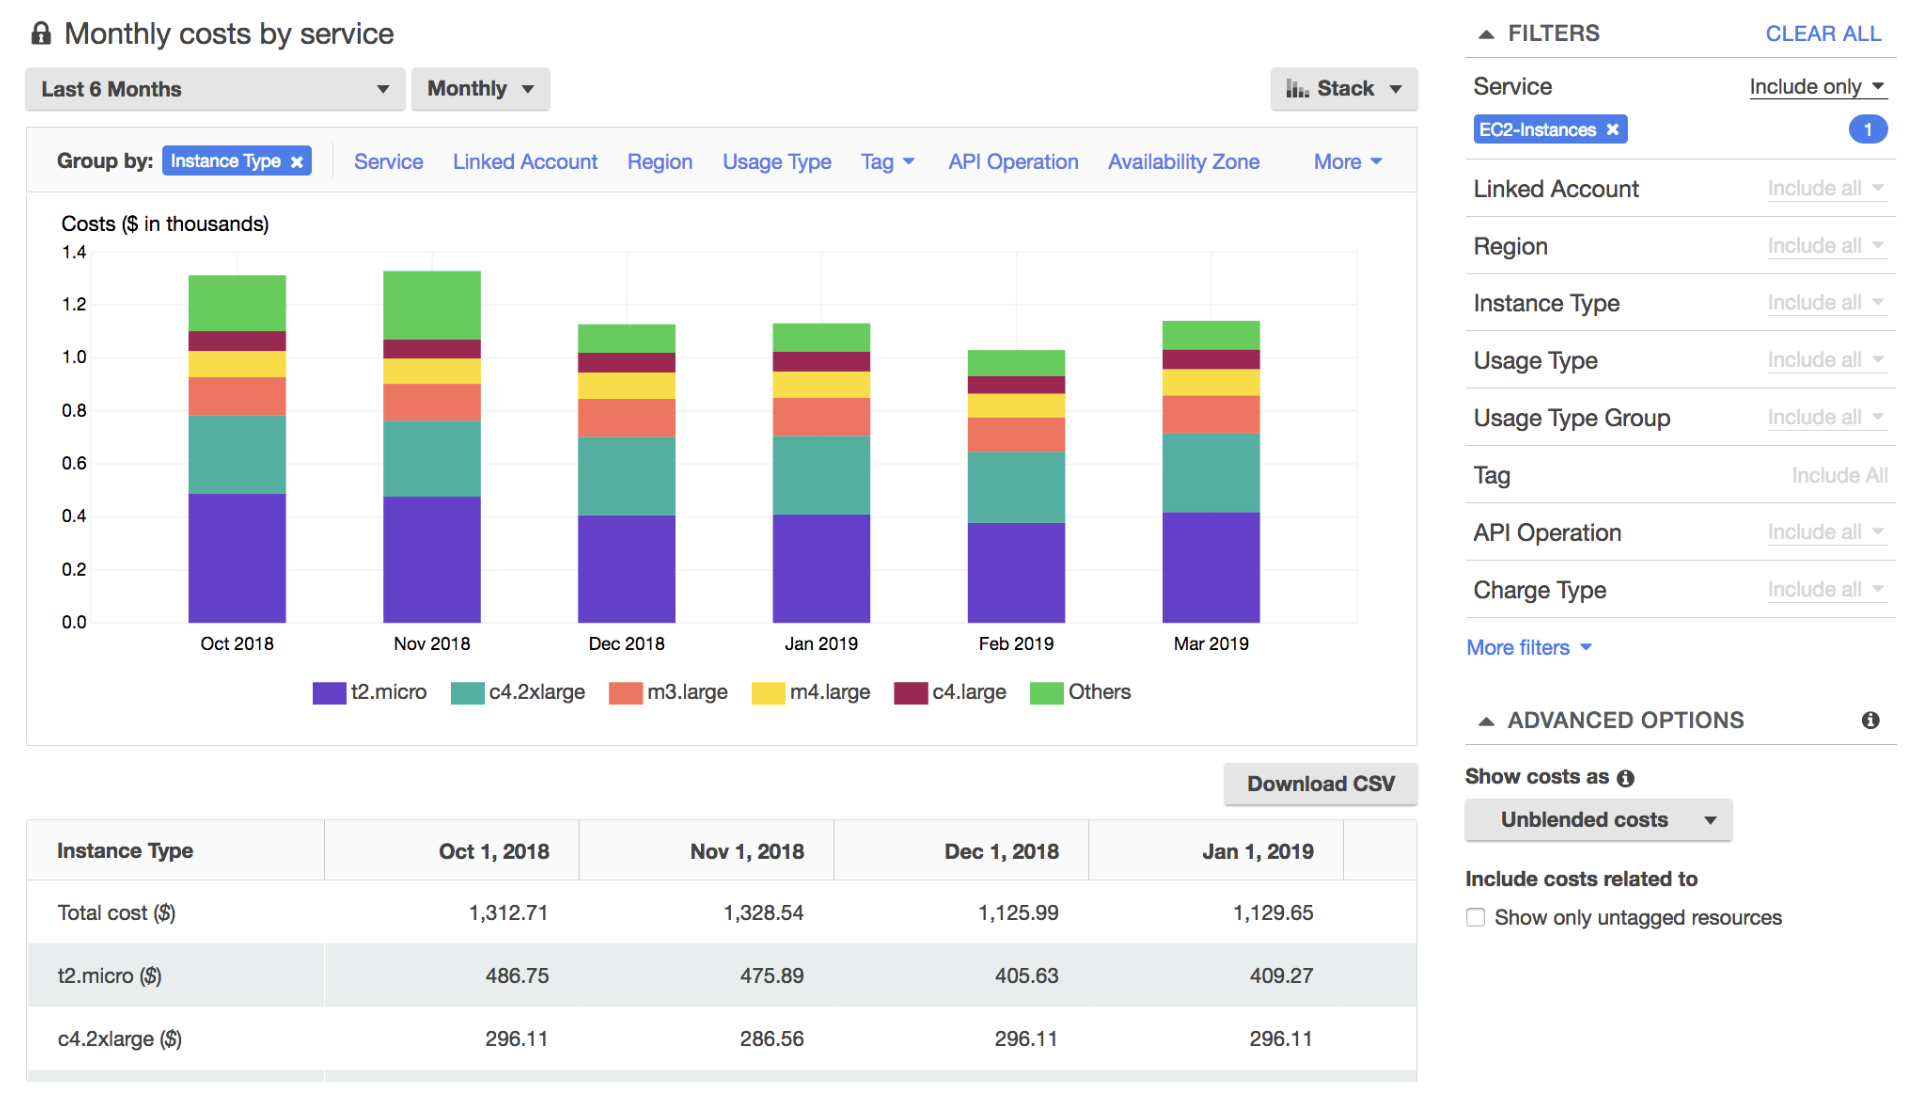 Monthly costs by service
Last 6 Months
Monthly
Stack
Group by: Instance Type × Service Linked Account Region Usage Type Tag API Operation Availability Zone More
Costs ($ in thousands)
1.4
1.2
1.0
0.8
0.6
0.4
0.2
0.0
Oct 2018 Nov 2018 Dec 2018 Jan 2019 Feb 2019 Mar 2019
t2.micro c4.2xlarge m3.large m4.large c4.large Others
Download CSV
Instance Type Oct 1, 2018 Nov 1, 2018 Dec 1, 2018 Jan 1, 2019
Total cost ($) 1,312.71 1,328.54 1,125.99 1,129.65
t2.micro ($) 486.75 475.89 405.63 409.27
c4.2xlarge ($) 296.11 286.56 296.11 296.11
FILTERS CLEAR ALL
Service Include only
EC2-Instances × 1
Linked Account Include all
Region Include all
Instance Type Include all
Usage Type Include all
Usage Type Group Include all
Tag Include All
API Operation Include all
Charge Type Include all
More filters
ADVANCED OPTIONS
Show costs as
Unblended costs
Include costs related to
Show only untagged resources